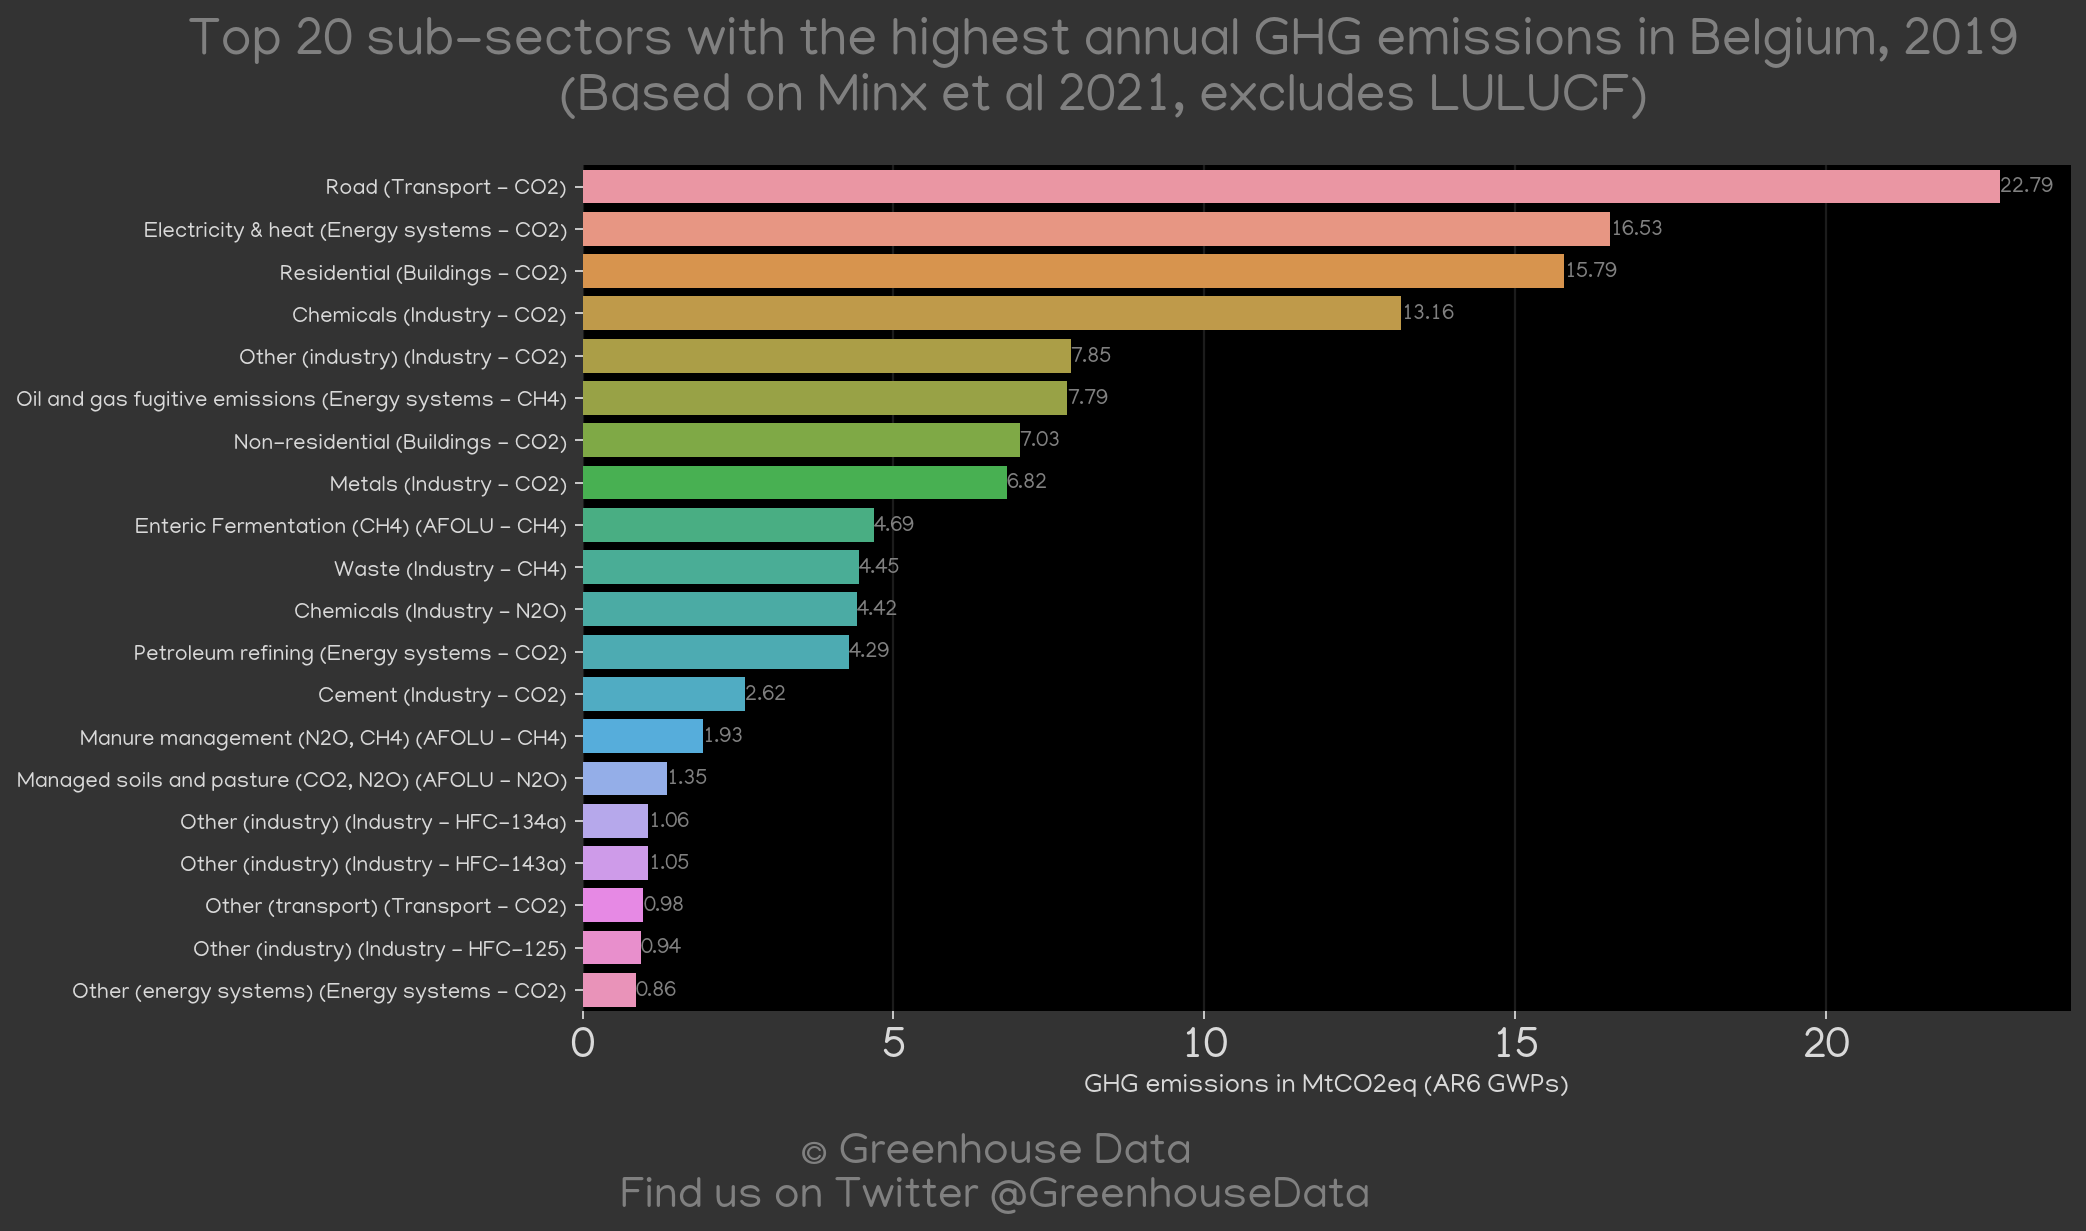 Top 20 sub-sectors with the highest annual GHG emissions in Belgium, 2019
(Based on Minx et al 2021, excludes LULUCF)
Road (Transport - CO2) 22.79
Electricity & heat (Energy systems - CO2) 16.53
Residential (Buildings - CO2) 15.79
Chemicals (Industry - CO2) 13.16
Other (industry) (Industry - CO2) 7.85
Oil and gas fugitive emissions (Energy systems - CH4) 7.79
Non-residential (Buildings - CO2) 7.03
Metals (Industry - CO2) 6.82
Enteric Fermentation (CH4) (AFOLU - CH4) 4.69
Waste (Industry - CH4) 4.45
Chemicals (Industry - N2O) 4.42
Petroleum refining (Energy systems - CO2) 4.29
Cement (Industry - CO2) 2.62
Manure management (N2O, CH4) (AFOLU - CH4) 1.93
Managed soils and pasture (CO2, N2O) (AFOLU - N2O) 1.35
Other (industry) (Industry - HFC-134a) 1.06
Other (industry) (Industry - HFC-143a) 1.05
Other (transport) (Transport - CO2) 0.98
Other (industry) (Industry - HFC-125) 0.94
Other (energy systems) (Energy systems - CO2) 0.86
0 5 10 15 20
GHG emissions in MtCO2eq (AR6 GWPs)
© Greenhouse Data
Find us on Twitter @GreenhouseData